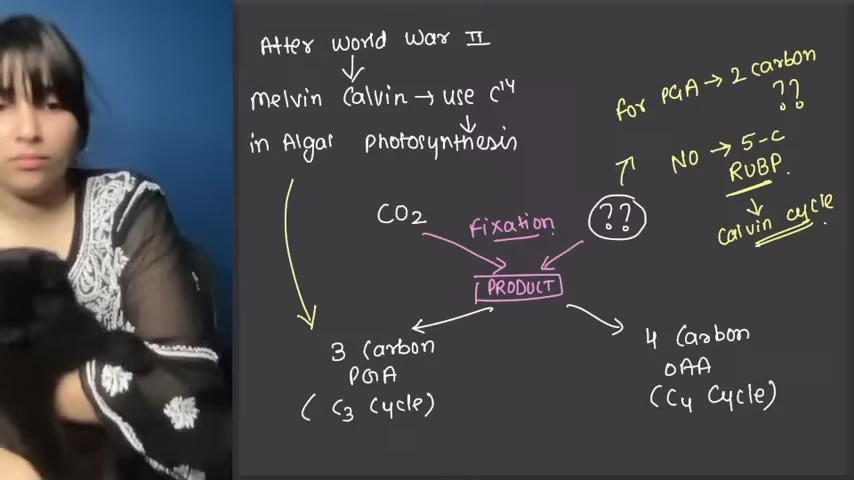 After World War II
Melvin Calvin → use C14
in Algal photosynthesis
for PGA → 2 Carbon
??
NO → 5-C
RUBP.
Calvin cycle
CO2
Fixation
??
PRODUCT
3 Carbon
PGA
( C3 Cycle)
4 Carbon
OAA
(C4 Cycle)